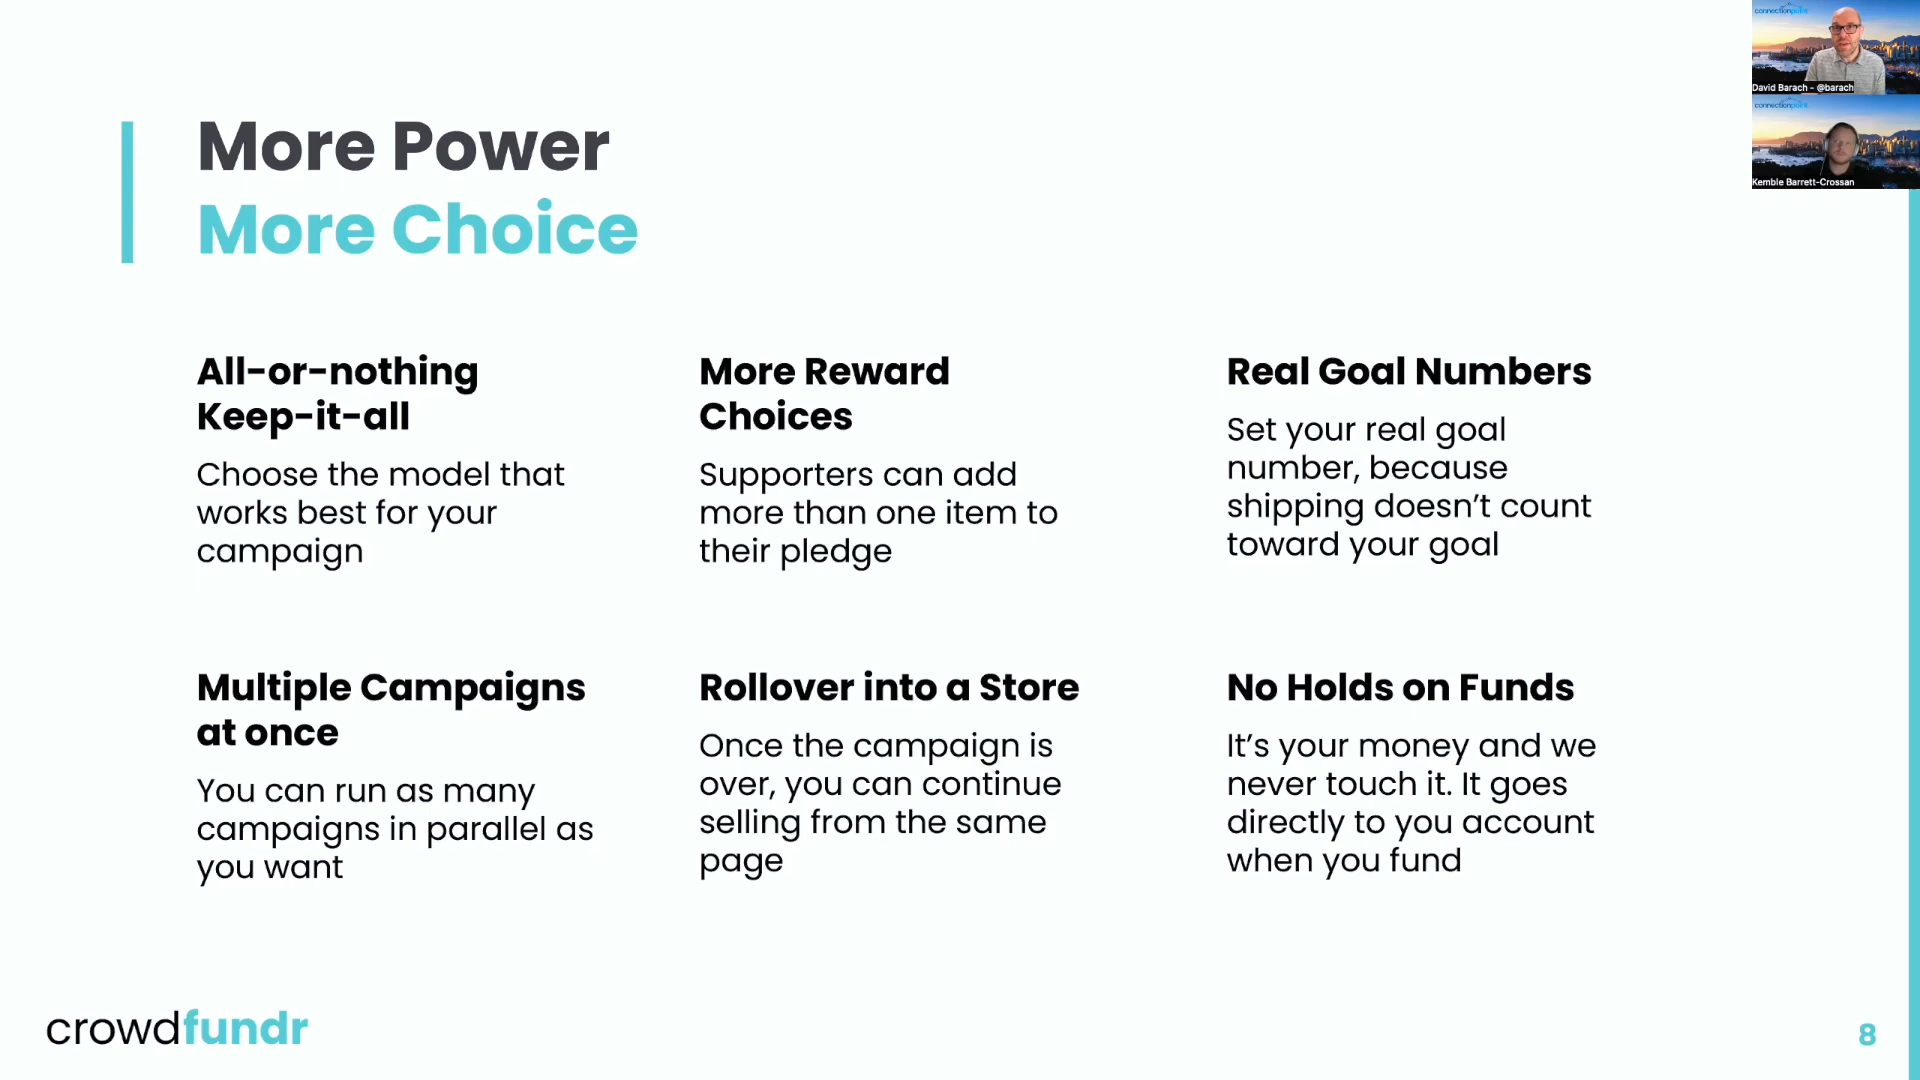 More Power
More Choice
All-or-nothing
Keep-it-all
Choose the model that
works best for your
campaign
More Reward
Choices
Supporters can add
more than one item to
their pledge
Real Goal Numbers
Set your real goal
number, because
shipping doesn’t count
toward your goal
Multiple Campaigns
at once
You can run as many
campaigns in parallel as
you want
Rollover into a Store
Once the campaign is
over, you can continue
selling from the same
page
No Holds on Funds
It’s your money and we
never touch it. It goes
directly to you account
when you fund
crowdfundr
8
connectionpoint
David Barach - @barach
connectionpoint
Kemble Barrett-Crossan